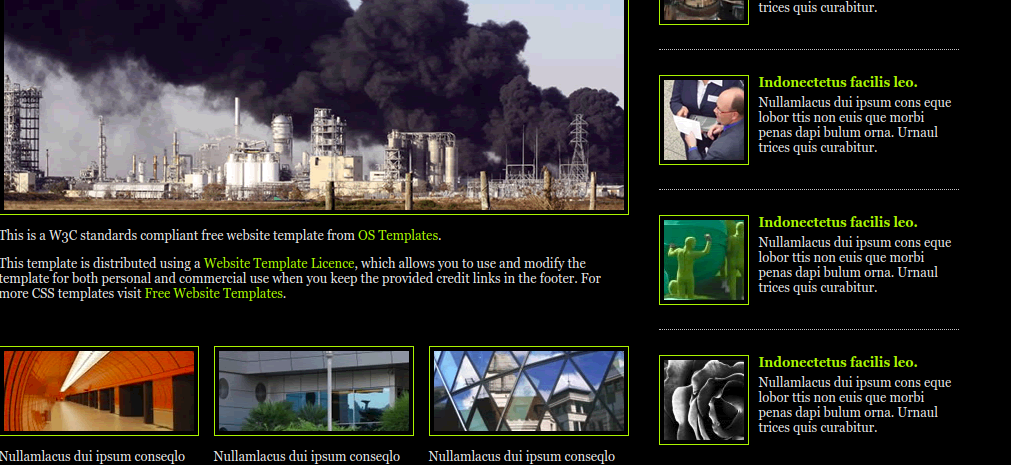 This is a W3C standards compliant free website template from OS Templates.
This template is distributed using a Website Template Licence, which allows you to use and modify the
template for both personal and commercial use when you keep the provided credit links in the footer. For
more CSS templates visit Free Website Templates.
Nullamlacus dui ipsum conseqlo
Nullamlacus dui ipsum conseqlo
Nullamlacus dui ipsum conseqlo
trices quis curabitur.
Indonectetus facilis leo.
Nullamlacus dui ipsum cons eque
lobor ttis non euis que morbi
penas dapi bulum orna. Urnaul
trices quis curabitur.
Indonectetus facilis leo.
Nullamlacus dui ipsum cons eque
lobor ttis non euis que morbi
penas dapi bulum orna. Urnaul
trices quis curabitur.
Indonectetus facilis leo.
Nullamlacus dui ipsum cons eque
lobor ttis non euis que morbi
penas dapi bulum orna. Urnaul
trices quis curabitur.